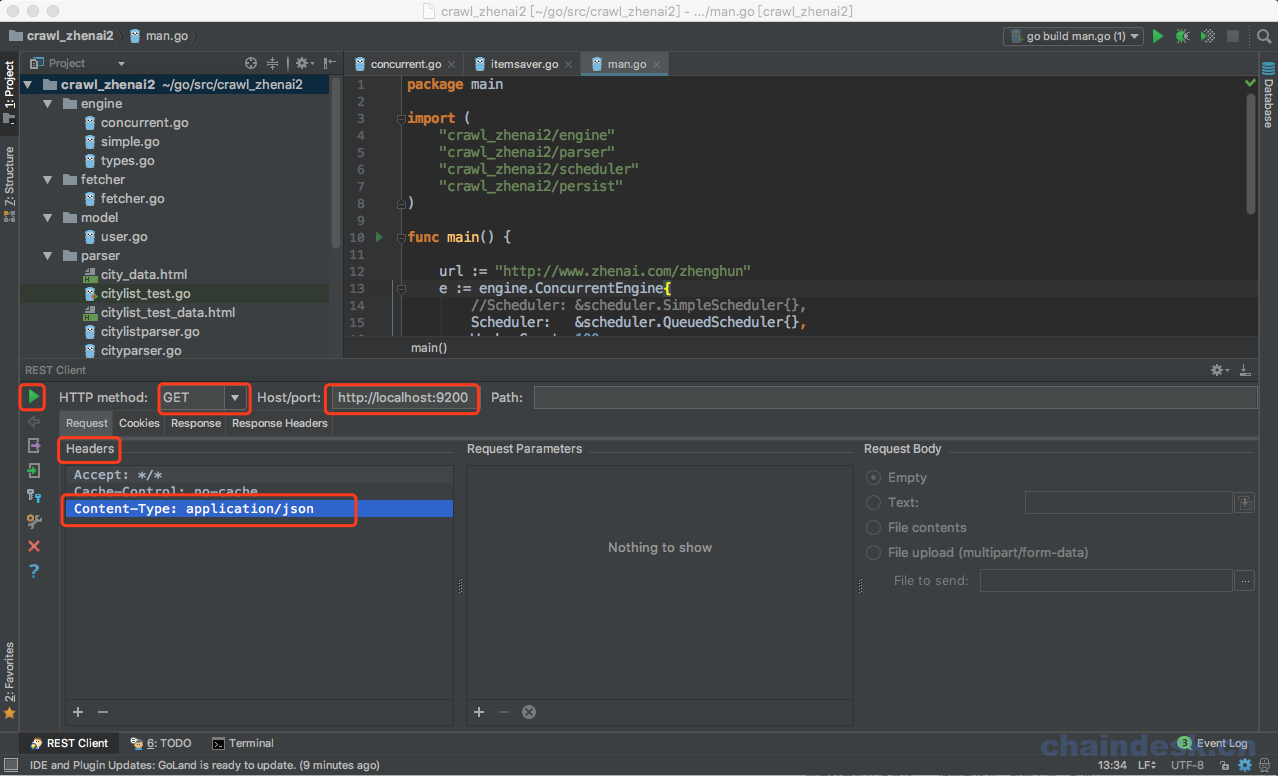 crawl_zhenai2 [~/go/src/crawl_zhenai2] - .../man.go [crawl_zhenai2]
crawl_zhenai2 man.go go build man.go (1)
Project concurrent.go itemsaver.go man.go
1: Project
Z: Structure
2: Favorites
Database
crawl_zhenai2 ~/go/src/crawl_zhenai2
engine
concurrent.go
simple.go
types.go
fetcher
fetcher.go
model
user.go
parser
city_data.html
citylist_test.go
citylist_test_data.html
citylistparser.go
cityparser.go
1 package main
2
3 import (
4 "crawl_zhenai2/engine"
5 "crawl_zhenai2/parser"
6 "crawl_zhenai2/scheduler"
7 "crawl_zhenai2/persist"
8 )
9
10 func main() {
11
12 url := "http://www.zhenai.com/zhenghun"
13 e := engine.ConcurrentEngine{
14 //Scheduler: &scheduler.SimpleScheduler{},
15 Scheduler: &scheduler.QueuedScheduler{},
main()
REST Client
HTTP method: GET Host/port: http://localhost:9200 Path:
Request Cookies Response Response Headers
Headers
Accept: */*
Cache-Control: no-cache
Content-Type: application/json
Request Parameters
Nothing to show
Request Body
Empty
Text:
File contents
File upload (multipart/form-data)
File to send: ...
REST Client 6: TODO Terminal 3 Event Log
chaindesk.cn
IDE and Plugin Updates: GoLand is ready to update. (9 minutes ago) 13:34 LF UTF-8